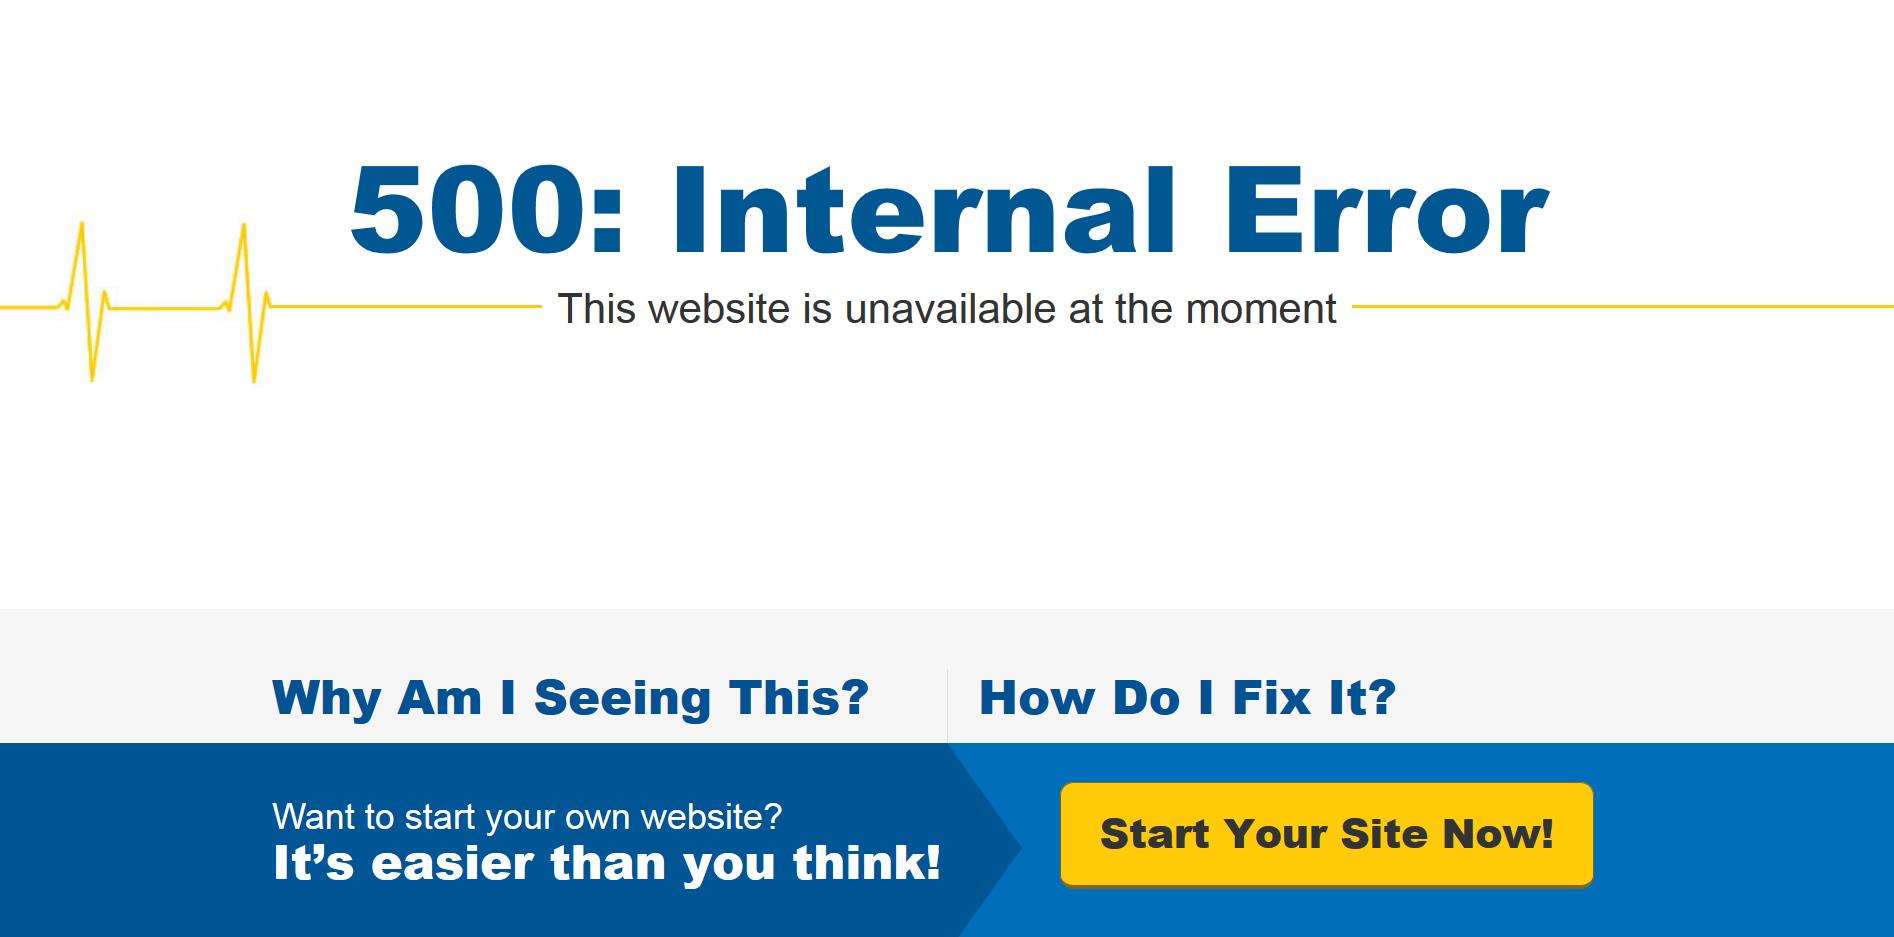 500: Internal Error
This website is unavailable at the moment
Why Am I Seeing This?
How Do I Fix It?
Want to start your own website?
It’s easier than you think!
Start Your Site Now!